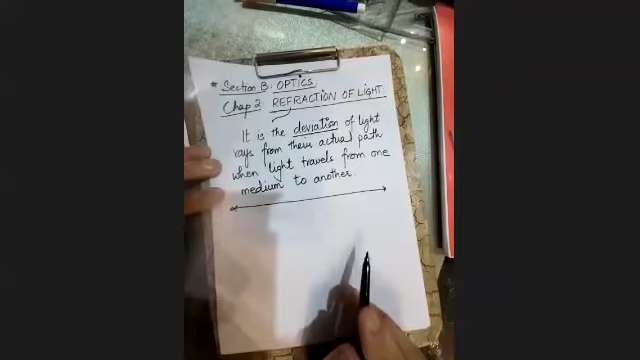 * Section B: OPTICS.
Chap 2: REFRACTION OF LIGHT.
It is the deviation of light
rays from their actual path
when light travels from one
medium to another.